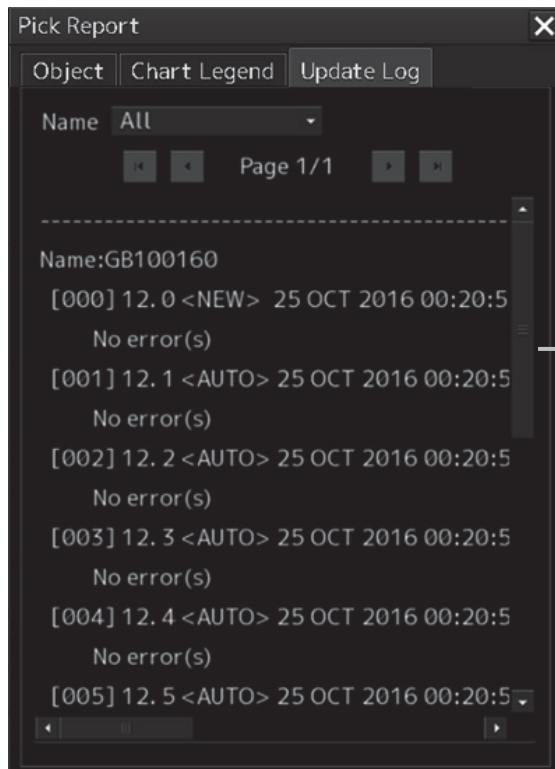 Pick Report
Object Chart Legend Update Log
Name All
Page 1/1
Name:GB100160
[000] 12. 0 <NEW> 25 OCT 2016 00:20:5
No error(s)
[001] 12. 1 <AUTO> 25 OCT 2016 00:20:5
No error(s)
[002] 12. 2 <AUTO> 25 OCT 2016 00:20:5
No error(s)
[003] 12. 3 <AUTO> 25 OCT 2016 00:20:5
No error(s)
[004] 12. 4 <AUTO> 25 OCT 2016 00:20:5
No error(s)
[005] 12. 5 <AUTO> 25 OCT 2016 00:20:5